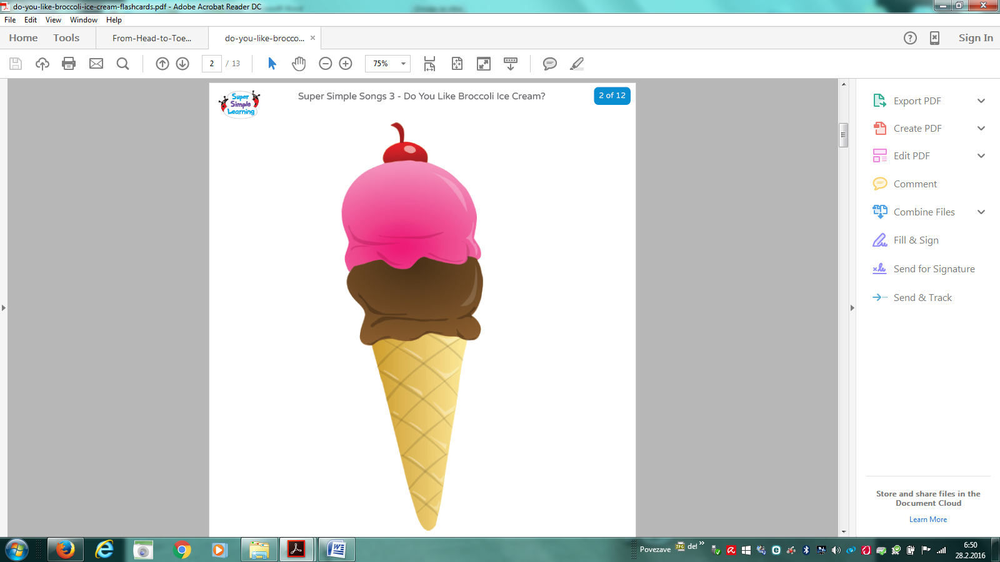 do-you-like-broccoli-ice-cream-flashcards.pdf - Adobe Acrobat Reader DC
File Edit View Window Help
Home Tools From-Head-to-Toe... do-you-like-brocco... Sign In
2 / 13 75%
Super Simple Learning
Super Simple Songs 3 - Do You Like Broccoli Ice Cream?
2 of 12
Export PDF
Create PDF
Edit PDF
Comment
Combine Files
Fill & Sign
Send for Signature
Send & Track
Store and share files in the
Document Cloud
Learn More
Povezave JPG del
6:50
28.2.2016